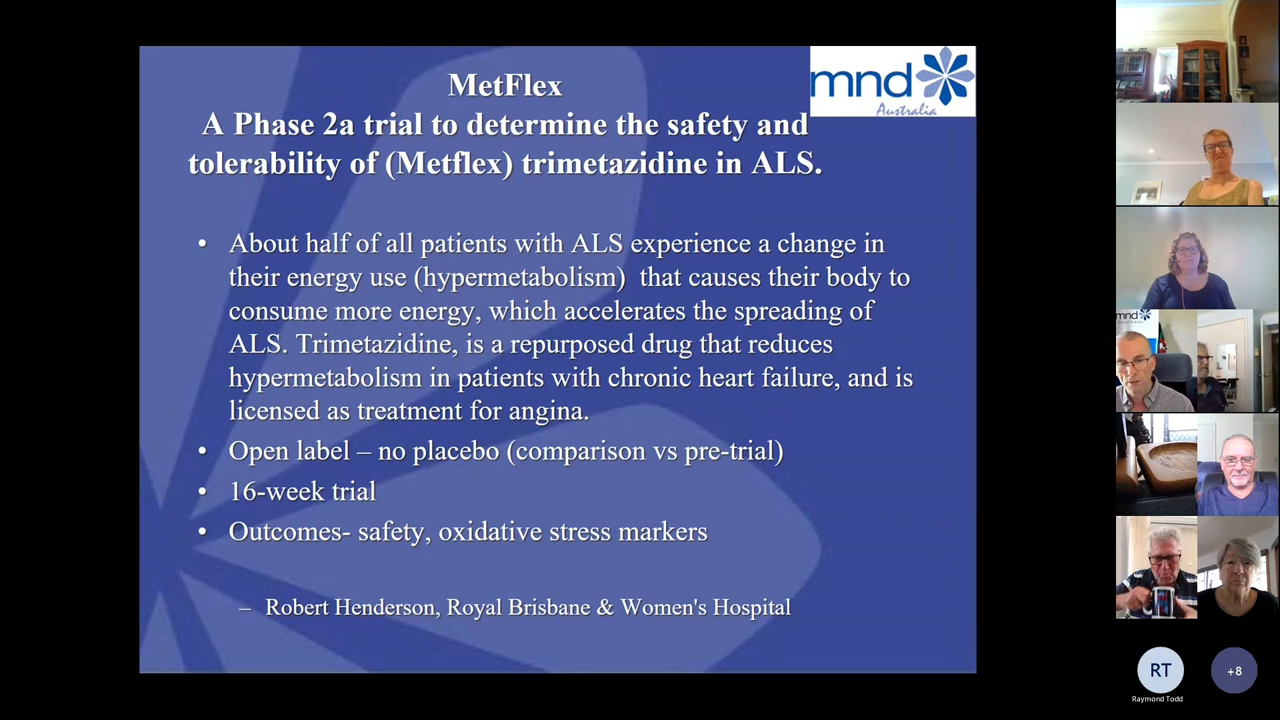 MetFlex
A Phase 2a trial to determine the safety and
tolerability of (Metflex) trimetazidine in ALS.
mnd
Australia
• About half of all patients with ALS experience a change in
their energy use (hypermetabolism)  that causes their body to
consume more energy, which accelerates the spreading of
ALS. Trimetazidine, is a repurposed drug that reduces
hypermetabolism in patients with chronic heart failure, and is
licensed as treatment for angina.
• Open label – no placebo (comparison vs pre-trial)
• 16-week trial
• Outcomes- safety, oxidative stress markers
– Robert Henderson, Royal Brisbane & Women's Hospital
mnd
RT
Raymond Todd
+8